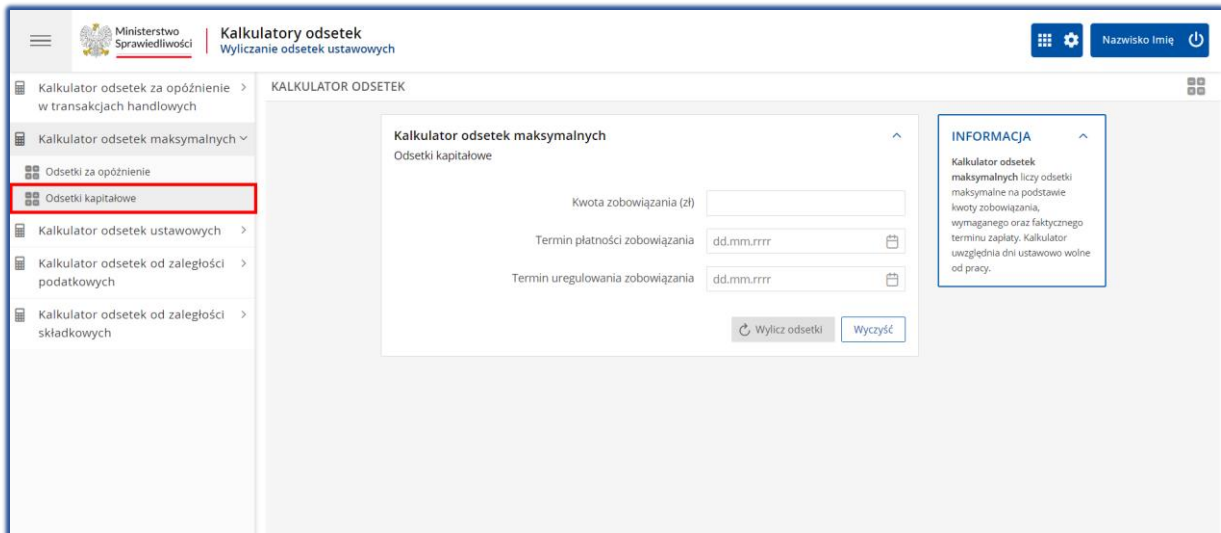 Ministerstwo
Sprawiedliwości
Kalkulatory odsetek
Wyliczanie odsetek ustawowych
Nazwisko Imię
Kalkulator odsetek za opóźnienie
w transakcjach handlowych
Kalkulator odsetek maksymalnych
Odsetki za opóźnienie
Odsetki kapitałowe
Kalkulator odsetek ustawowych
Kalkulator odsetek od zaległości
podatkowych
Kalkulator odsetek od zaległości
składkowych
KALKULATOR ODSETEK
Kalkulator odsetek maksymalnych
Odsetki kapitałowe
Kwota zobowiązania (zł)
Termin płatności zobowiązania
dd.mm.rrrr
Termin uregulowania zobowiązania
dd.mm.rrrr
Wylicz odsetki
Wyczyść
INFORMACJA
Kalkulator odsetek
maksymalnych liczy odsetki
maksymalne na podstawie
kwoty zobowiązania,
wymaganego oraz faktycznego
terminu zapłaty. Kalkulator
uwzględnia dni ustawowo wolne
od pracy.